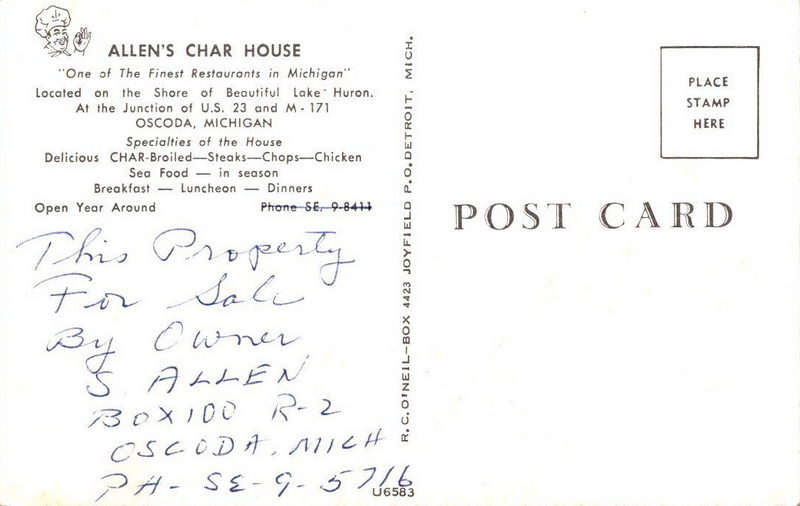 ALLEN'S CHAR HOUSE
"One of The Finest Restaurants in Michigan"
Located on the Shore of Beautiful Lake Huron.
At the Junction of U.S. 23 and M-171
OSCODA, MICHIGAN
Specialties of the House
Delicious CHAR-Broiled—Steaks—Chops—Chicken
Sea Food — in season
Breakfast — Luncheon — Dinners
Open Year Around Phone SE. 9-8411
This Property
For Sale
By Owner
S ALLEN
BOX 100 R-2
OSCODA, MICH
PH- SE-9-5716
R.C.O'NEIL—BOX 4423 JOYFIELD P.O. DETROIT, MICH.
U6583
PLACE
STAMP
HERE
POST CARD